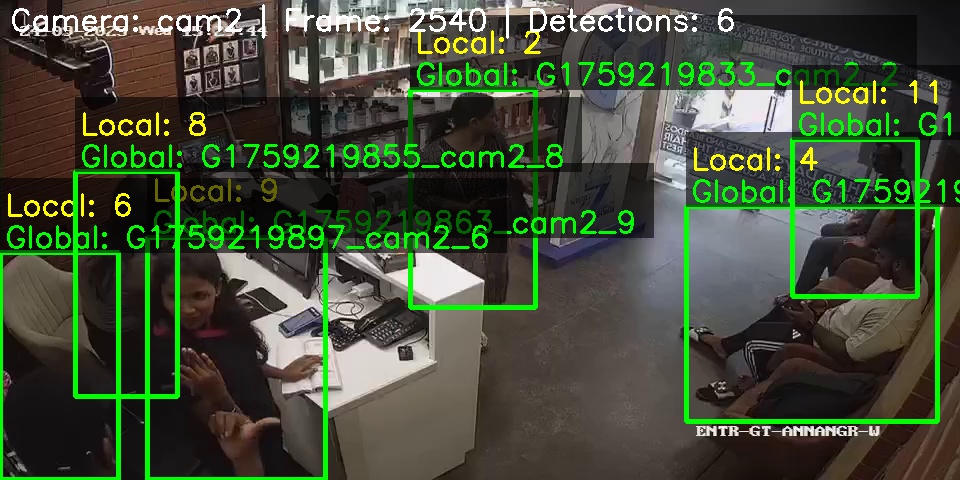 Camera: cam2 | Frame: 2540 | Detections: 6
Local: 2
Global: G1759219833_cam2_2
Local: 11
Global: G1
Local: 8
Global: G1759219855_cam2_8
Local: 4
Global: G1759219
Local: 9
Global: G1759219863_cam2_9
Local: 6
Global: G1759219897_cam2_6
ENTR-GT-ANNANGR-W